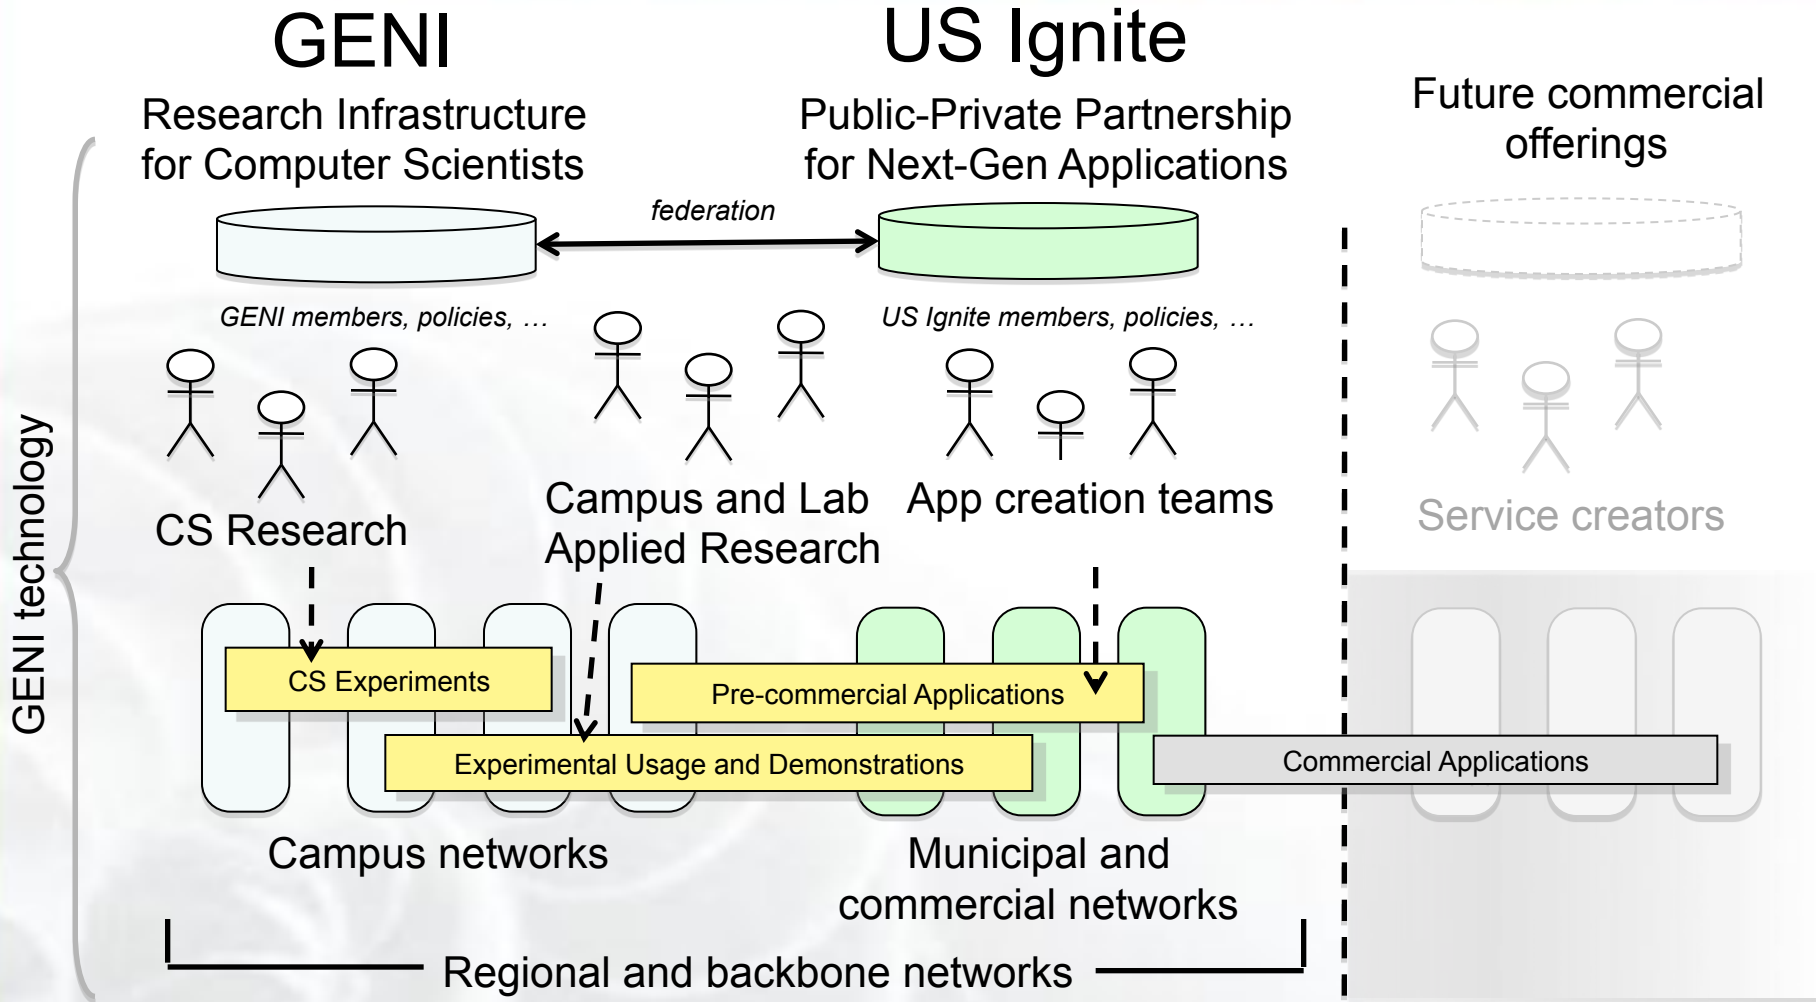 GENI
US Ignite
Research Infrastructure
for Computer Scientists
Public-Private Partnership
for Next-Gen Applications
Future commercial
offerings
federation
GENI members, policies, …
US Ignite members, policies, …
GENI technology
CS Research
Campus and Lab
Applied Research
App creation teams
Service creators
CS Experiments
Pre-commercial Applications
Experimental Usage and Demonstrations
Commercial Applications
Campus networks
Municipal and
commercial networks
Regional and backbone networks